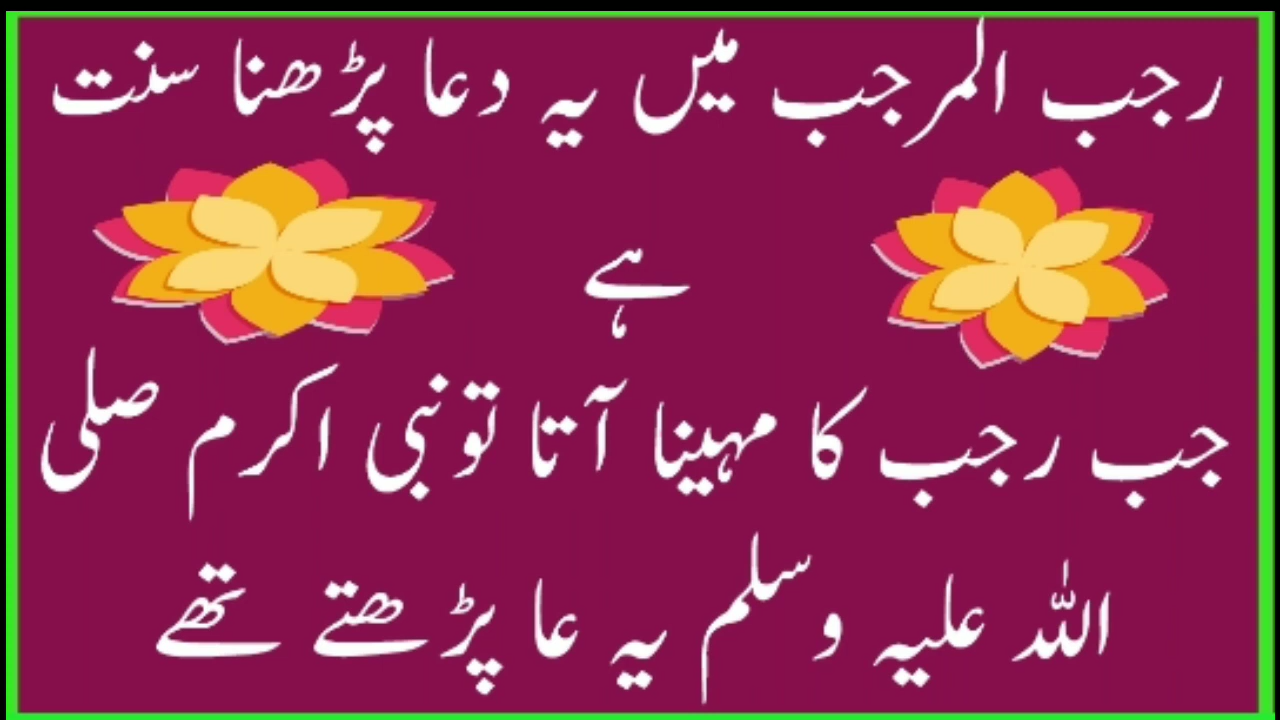 رجب المرجب میں یہ دعا پڑھنا سنت
ہے
جب رجب کا مہینا آتا تو نبی اکرم صلی
اللہ علیہ وسلم یہ عا پڑھتے تھے